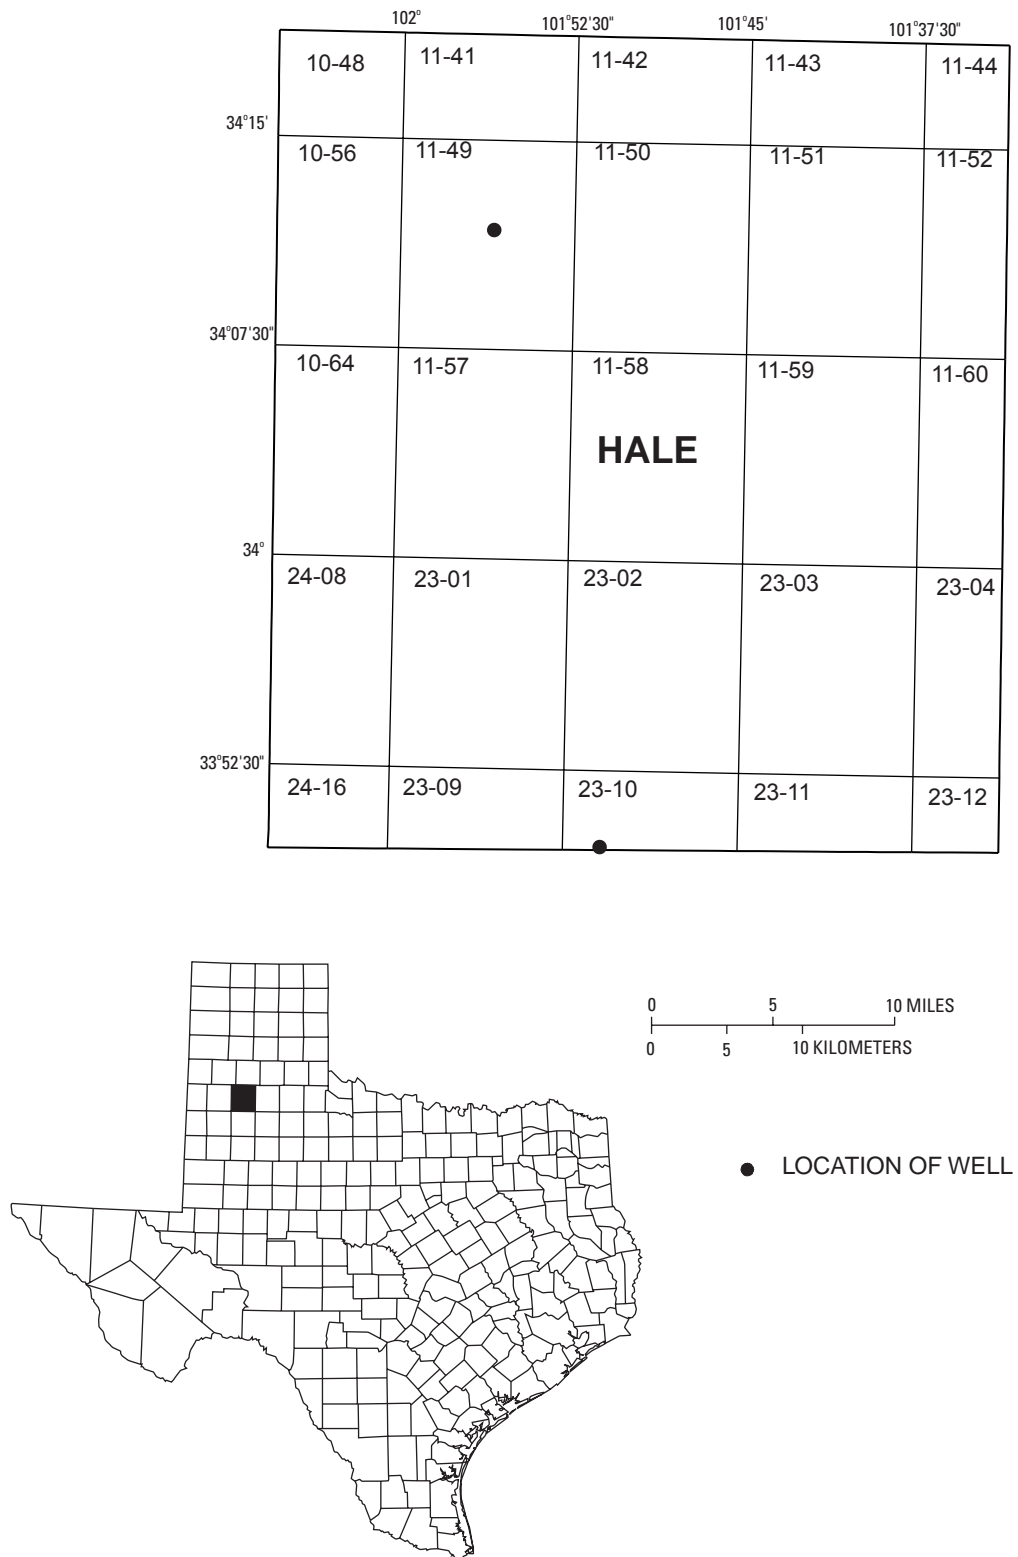 102° 101°52'30" 101°45' 101°37'30"
10-48 11-41 11-42 11-43 11-44
34°15'
10-56 11-49 11-50 11-51 11-52
34°07'30"
10-64 11-57 11-58 11-59 11-60
HALE
34°
24-08 23-01 23-02 23-03 23-04
33°52'30"
24-16 23-09 23-10 23-11 23-12
0 5 10 MILES
0 5 10 KILOMETERS
LOCATION OF WELL